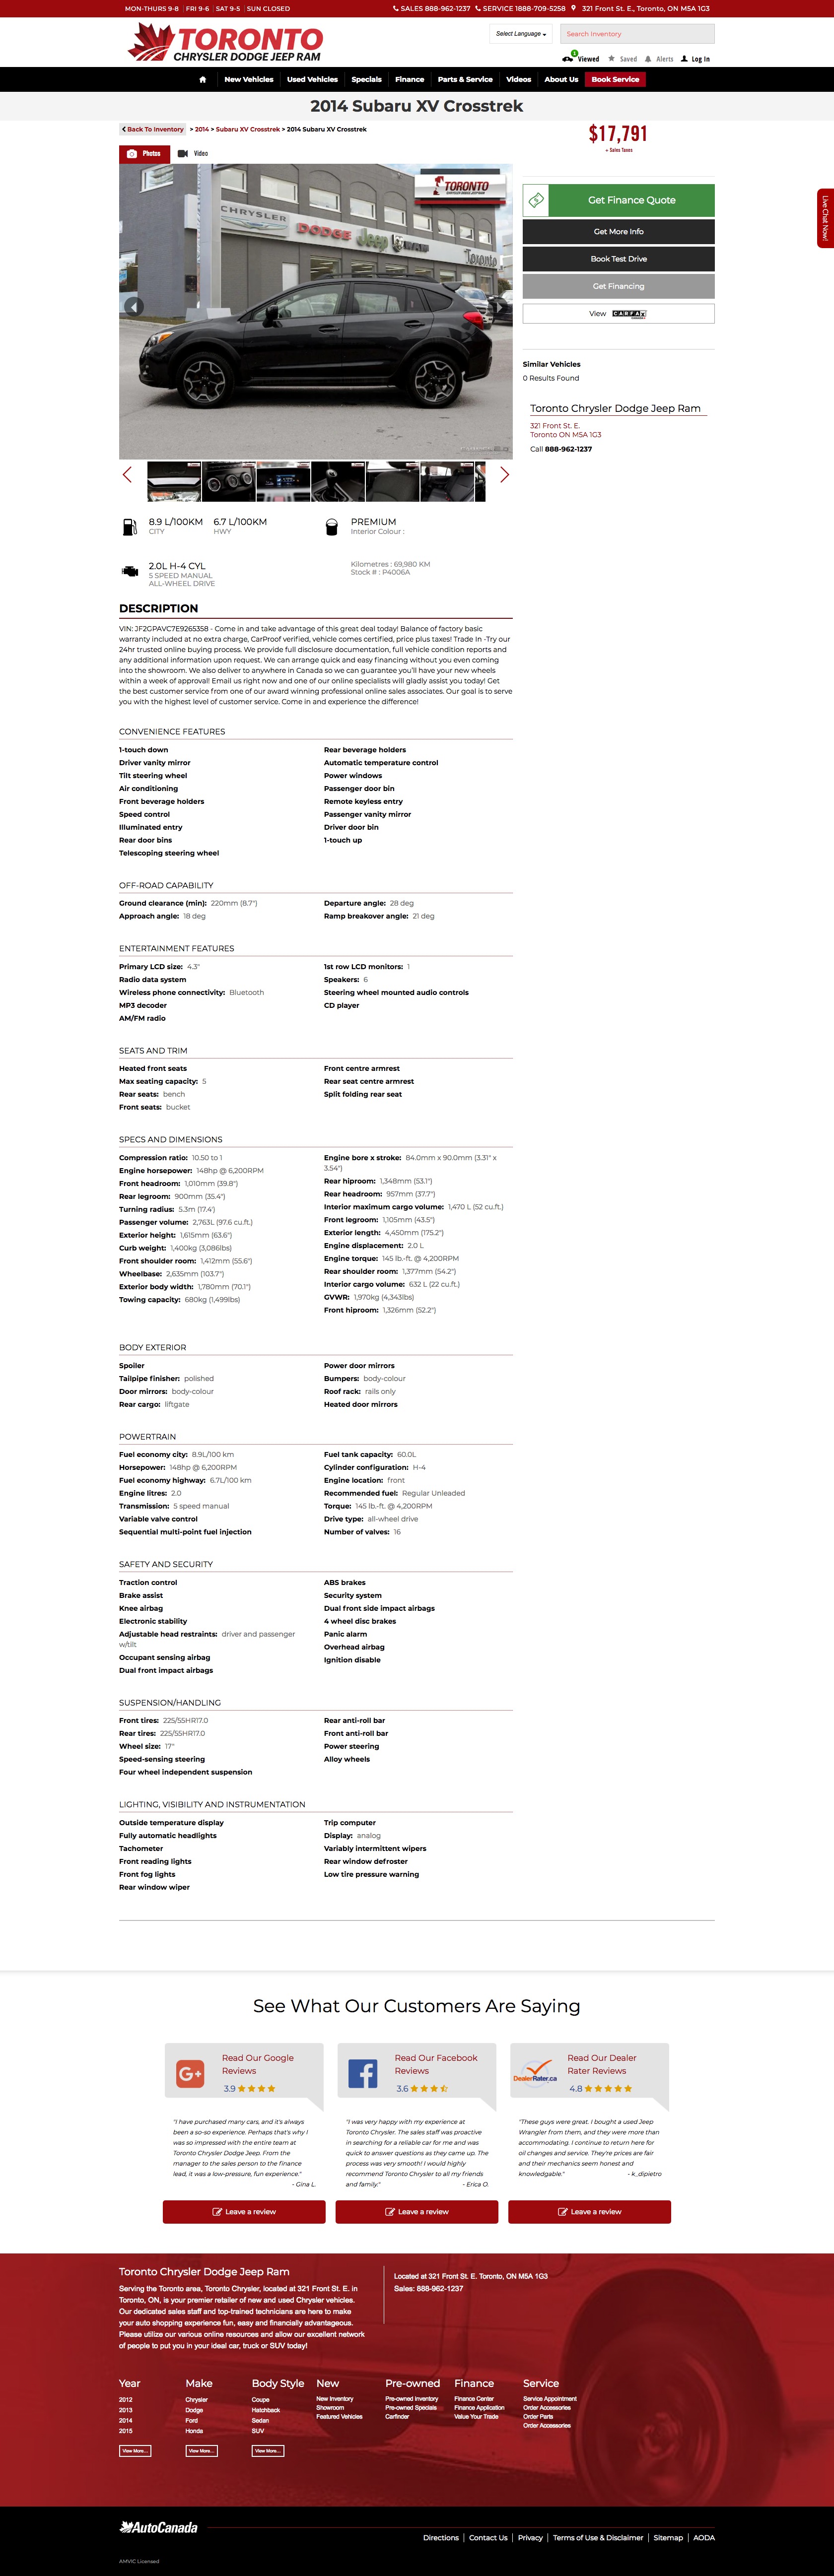 MON-THURS 9-8 | FRI 9-6 | SAT 9-5 | SUN CLOSED
SALES 888-962-1237 SERVICE 1888-709-5258 321 Front St. E., Toronto, ON M5A 1G3
TORONTO
CHRYSLER DODGE JEEP RAM
Select Language
Search Inventory
1
Viewed Saved Alerts Log In
New Vehicles Used Vehicles Specials Finance Parts & Service Videos About Us Book Service
2014 Subaru XV Crosstrek
Back To Inventory > 2014 > Subaru XV Crosstrek > 2014 Subaru XV Crosstrek
$17,791
+ Sales Taxes
Photos Video
TORONTO
CHRYSLER DODGE Jeep RAM
Toronto
Get Finance Quote
Get More Info
Book Test Drive
Get Financing
View CARFAX
Live Chat Now!
Similar Vehicles
0 Results Found
Toronto Chrysler Dodge Jeep Ram
321 Front St. E.
Toronto ON M5A 1G3
Call 888-962-1237
8.9 L/100KM 6.7 L/100KM PREMIUM
CITY HWY Interior Colour :
2.0L H-4 CYL
5 SPEED MANUAL
ALL-WHEEL DRIVE
Kilometres : 69,980 KM
Stock # : P4006A
DESCRIPTION
VIN: JF2GPAVC7E9265358 - Come in and take advantage of this great deal today! Balance of factory basic
warranty included at no extra charge, CarProof verified, vehicle comes certified, price plus taxes! Trade In -Try our
24hr trusted online buying process. We provide full disclosure documentation, full vehicle condition reports and
any additional information upon request. We can arrange quick and easy financing without you even coming
into the showroom. We also deliver to anywhere in Canada so we can guarantee you'll have your new wheels
within a week of approval! Email us right now and one of our online specialists will gladly assist you today! Get
the best customer service from one of our award winning professional online sales associates. Our goal is to serve
you with the highest level of customer service. Come in and experience the difference!
CONVENIENCE FEATURES
1-touch down
Driver vanity mirror
Tilt steering wheel
Air conditioning
Front beverage holders
Speed control
Illuminated entry
Rear door bins
Telescoping steering wheel
Rear beverage holders
Automatic temperature control
Power windows
Passenger door bin
Remote keyless entry
Passenger vanity mirror
Driver door bin
1-touch up
OFF-ROAD CAPABILITY
Ground clearance (min): 220mm (8.7")
Approach angle: 18 deg
Departure angle: 28 deg
Ramp breakover angle: 21 deg
ENTERTAINMENT FEATURES
Primary LCD size: 4.3"
Radio data system
Wireless phone connectivity: Bluetooth
MP3 decoder
AM/FM radio
1st row LCD monitors: 1
Speakers: 6
Steering wheel mounted audio controls
CD player
SEATS AND TRIM
Heated front seats
Max seating capacity: 5
Rear seats: bench
Front seats: bucket
Front centre armrest
Rear seat centre armrest
Split folding rear seat
SPECS AND DIMENSIONS
Compression ratio: 10.50 to 1
Engine horsepower: 148hp @ 6,200RPM
Front headroom: 1,010mm (39.8")
Rear legroom: 900mm (35.4")
Turning radius: 5.3m (17.4')
Passenger volume: 2,763L (97.6 cu.ft.)
Exterior height: 1,615mm (63.6")
Curb weight: 1,400kg (3,086lbs)
Front shoulder room: 1,412mm (55.6")
Wheelbase: 2,635mm (103.7")
Exterior body width: 1,780mm (70.1")
Towing capacity: 680kg (1,499lbs)
Engine bore x stroke: 84.0mm x 90.0mm (3.31" x
3.54")
Rear hiproom: 1,348mm (53.1")
Rear headroom: 957mm (37.7")
Interior maximum cargo volume: 1,470 L (52 cu.ft.)
Front legroom: 1,105mm (43.5")
Exterior length: 4,450mm (175.2")
Engine displacement: 2.0 L
Engine torque: 145 lb.-ft. @ 4,200RPM
Rear shoulder room: 1,377mm (54.2")
Interior cargo volume: 632 L (22 cu.ft.)
GVWR: 1,970kg (4,343lbs)
Front hiproom: 1,326mm (52.2")
BODY EXTERIOR
Spoiler
Tailpipe finisher: polished
Door mirrors: body-colour
Rear cargo: liftgate
Power door mirrors
Bumpers: body-colour
Roof rack: rails only
Heated door mirrors
POWERTRAIN
Fuel economy city: 8.9L/100 km
Horsepower: 148hp @ 6,200RPM
Fuel economy highway: 6.7L/100 km
Engine litres: 2.0
Transmission: 5 speed manual
Variable valve control
Sequential multi-point fuel injection
Fuel tank capacity: 60.0L
Cylinder configuration: H-4
Engine location: front
Recommended fuel: Regular Unleaded
Torque: 145 lb.-ft. @ 4,200RPM
Drive type: all-wheel drive
Number of valves: 16
SAFETY AND SECURITY
Traction control
Brake assist
Knee airbag
Electronic stability
Adjustable head restraints: driver and passenger
w/tilt
Occupant sensing airbag
Dual front impact airbags
ABS brakes
Security system
Dual front side impact airbags
4 wheel disc brakes
Panic alarm
Overhead airbag
Ignition disable
SUSPENSION/HANDLING
Front tires: 225/55HR17.0
Rear tires: 225/55HR17.0
Wheel size: 17"
Speed-sensing steering
Four wheel independent suspension
Rear anti-roll bar
Front anti-roll bar
Power steering
Alloy wheels
LIGHTING, VISIBILITY AND INSTRUMENTATION
Outside temperature display
Fully automatic headlights
Tachometer
Front reading lights
Front fog lights
Rear window wiper
Trip computer
Display: analog
Variably intermittent wipers
Rear window defroster
Low tire pressure warning
See What Our Customers Are Saying
Read Our Google
Reviews
3.9
"I have purchased many cars, and it's always
been a so-so experience. Perhaps that's why I
was so impressed with the entire team at
Toronto Chrysler Dodge Jeep. From the
manager to the sales person to the finance
lead, it was a low-pressure, fun experience."
- Gina L.
Leave a review
Read Our Facebook
Reviews
3.6
"I was very happy with my experience at
Toronto Chrysler. The sales staff was proactive
in searching for a reliable car for me and was
quick to answer questions as they came up. The
process was very smooth! I would highly
recommend Toronto Chrysler to all my friends
and family." - Erica O.
Leave a review
DealerRater.ca
Read Our Dealer
Rater Reviews
4.8
"These guys were great. I bought a used Jeep
Wrangler from them, and they were more than
accommodating. I continue to return here for
oil changes and service. They're prices are fair
and their mechanics seem honest and
knowledgable." - k_dipietro
Leave a review
Toronto Chrysler Dodge Jeep Ram
Serving the Toronto area, Toronto Chrysler, located at 321 Front St. E. in
Toronto, ON, is your premier retailer of new and used Chrysler vehicles.
Our dedicated sales staff and top-trained technicians are here to make
your auto shopping experience fun, easy and financially advantageous.
Please utilize our various online resources and allow our excellent network
of people to put you in your ideal car, truck or SUV today!
Located at 321 Front St. E. Toronto, ON M5A 1G3
Sales: 888-962-1237
Year
2012
2013
2014
2015
View More...
Make
Chrysler
Dodge
Ford
Honda
View More...
Body Style
Coupe
Hatchback
Sedan
SUV
View More...
New
New Inventory
Showroom
Featured Vehicles
Pre-owned
Pre-owned Inventory
Pre-owned Specials
Carfinder
Finance
Finance Center
Finance Application
Value Your Trade
Service
Service Appointment
Order Accessories
Order Parts
Order Accessories
AutoCanada
Directions | Contact Us | Privacy | Terms of Use & Disclaimer | Sitemap | AODA
AMVIC Licensed